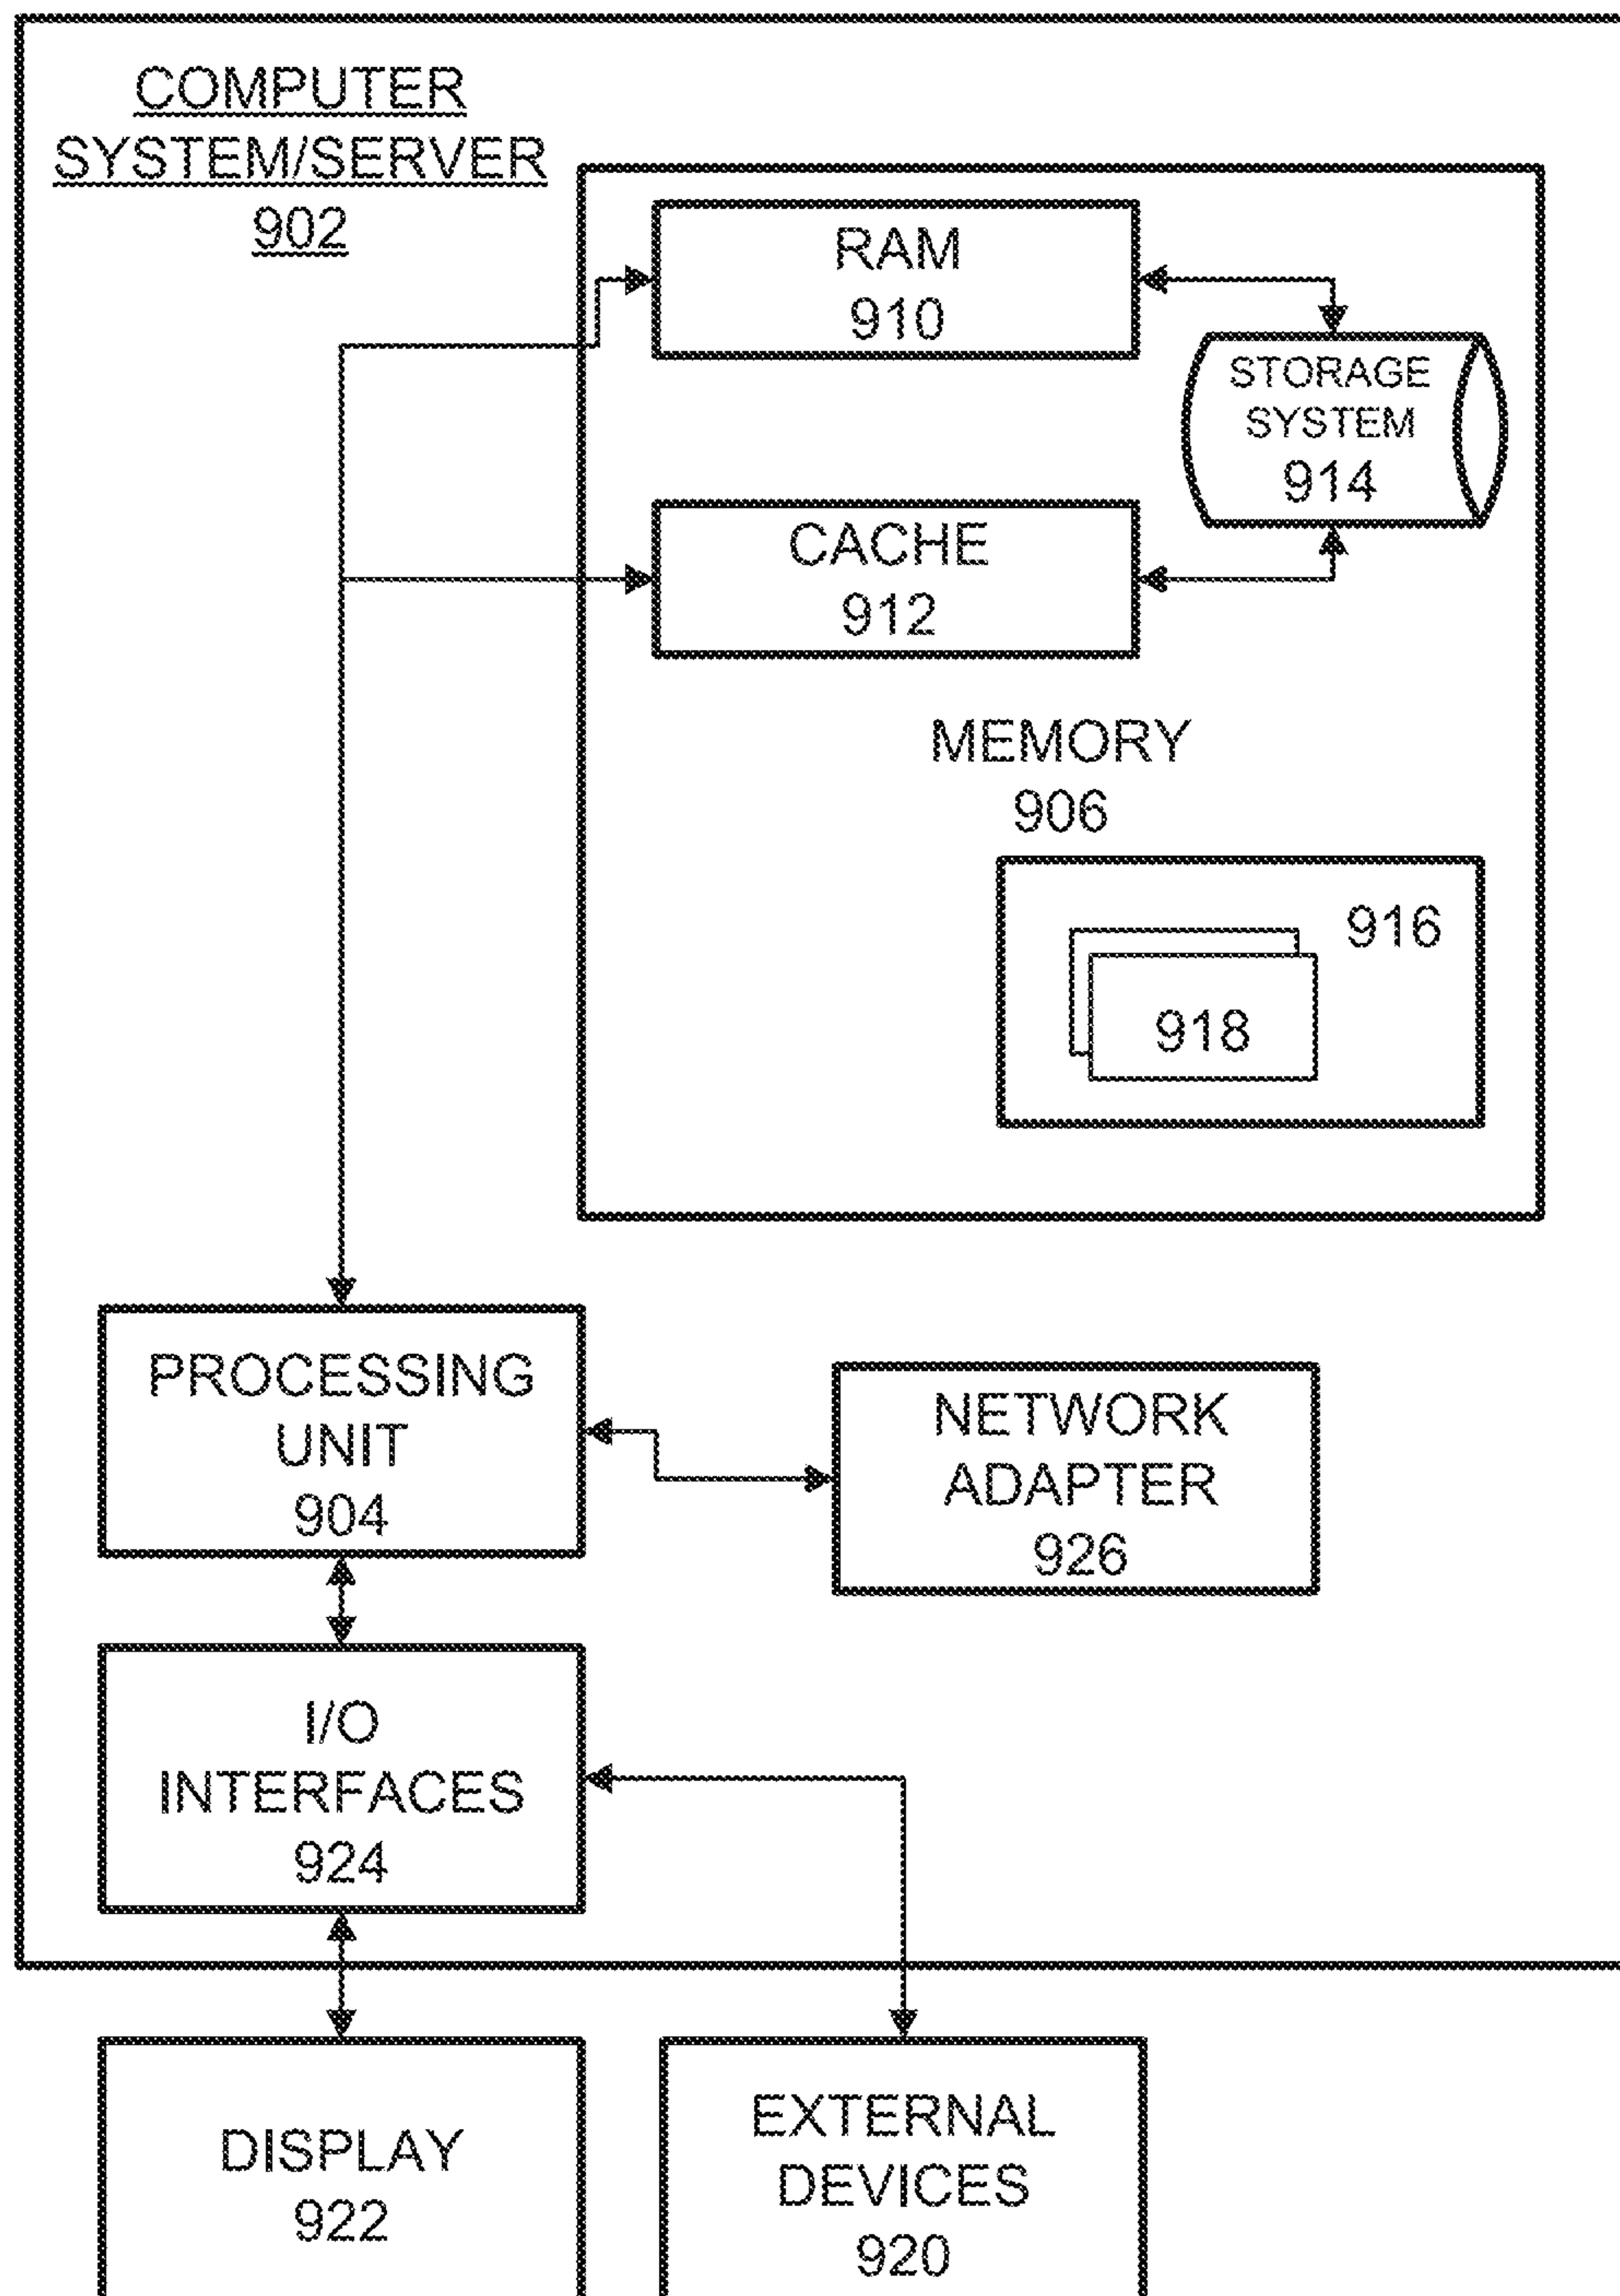 COMPUTER
SYSTEM/SERVER
902
RAM
910
STORAGE
SYSTEM
914
CACHE
912
MEMORY
906
916
918
PROCESSING
UNIT
904
NETWORK
ADAPTER
926
I/O
INTERFACES
924
DISPLAY
922
EXTERNAL
DEVICES
920